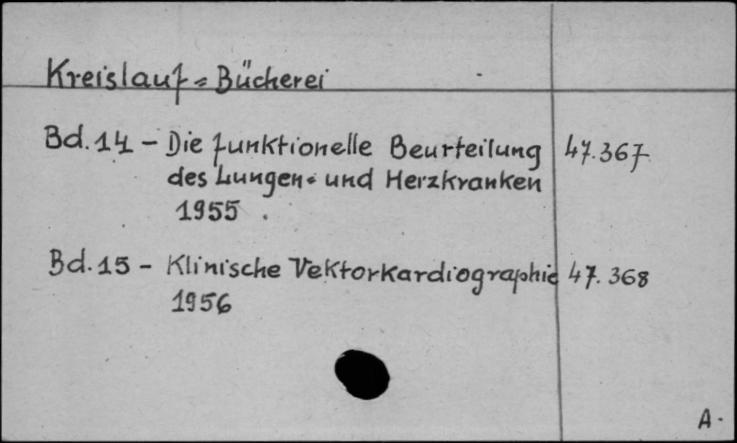 Kreislauf = Bücherei
Bd. 14 - Die funktionelle Beurteilung 47.367
des Lungen= und Herzkranken
1955.
Bd. 15 - Klinische Vektorkardiographie 47.368
1956
A.